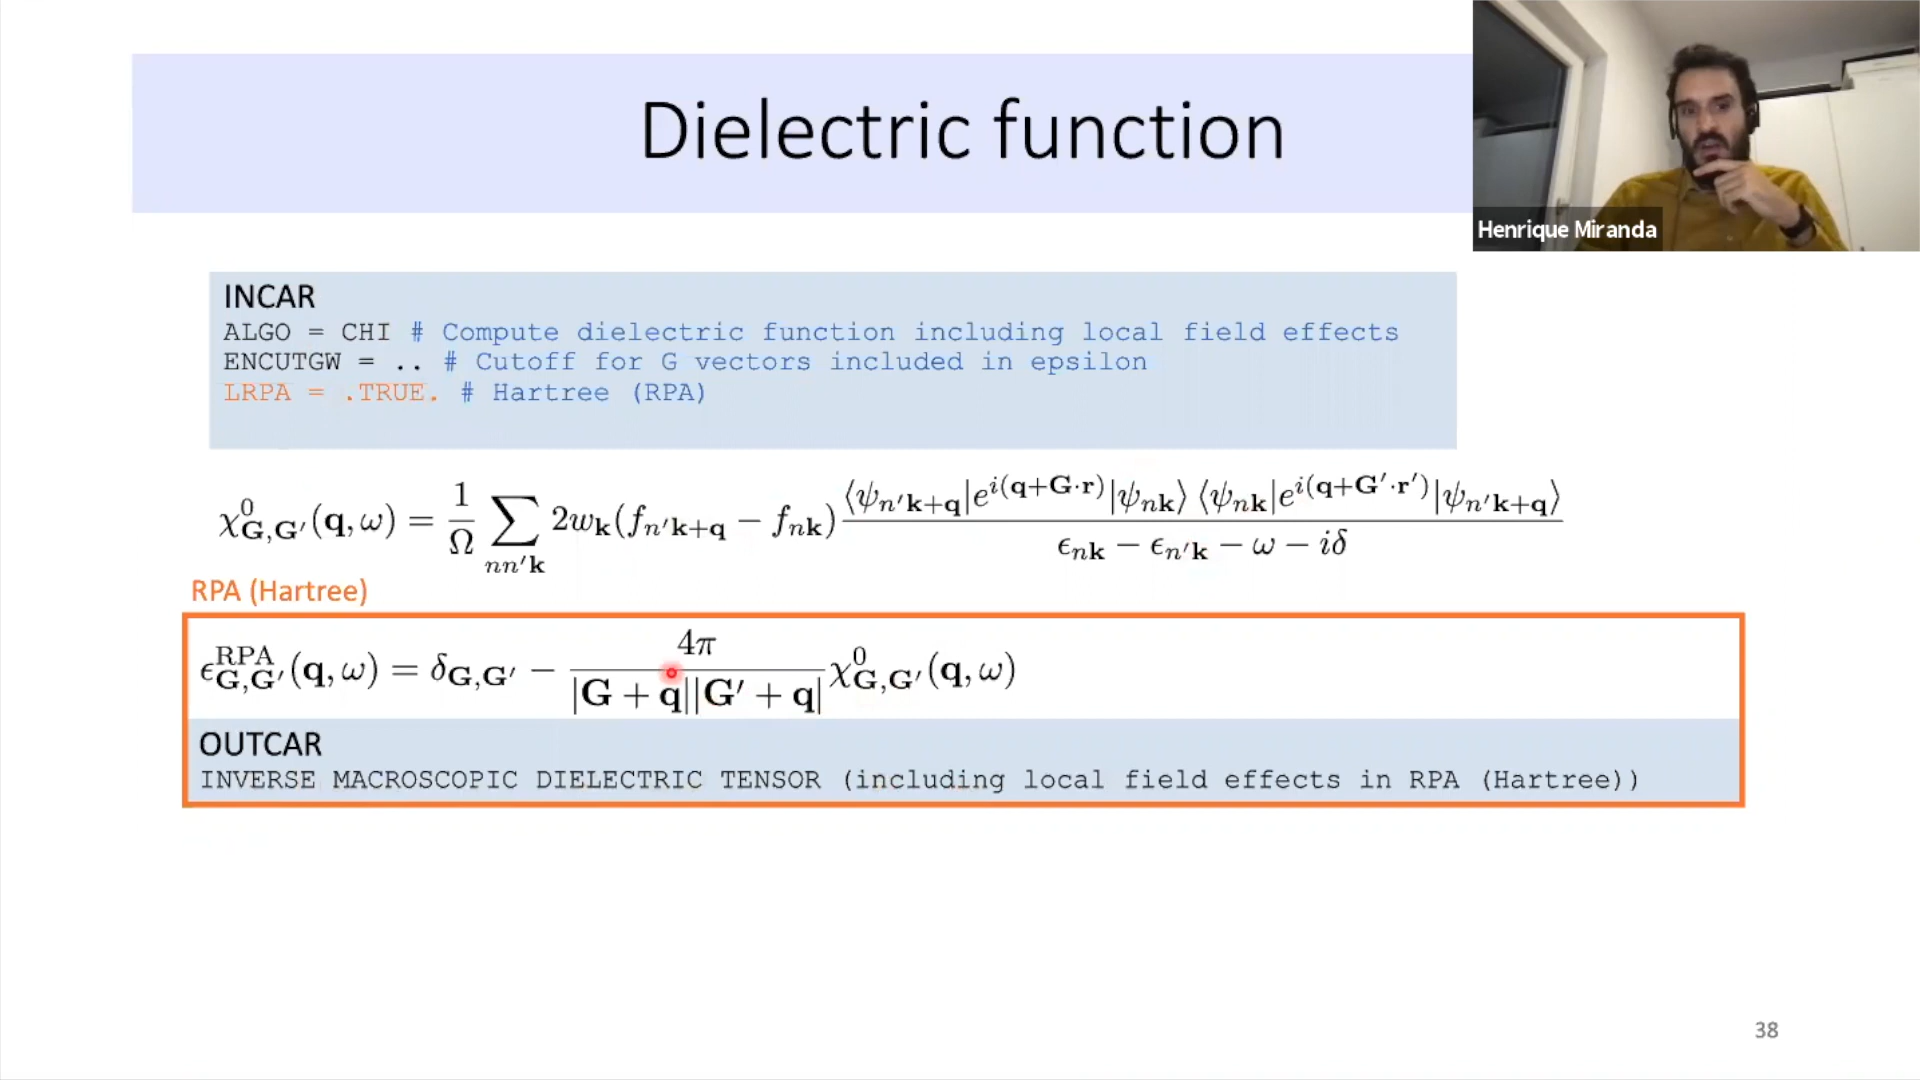 Dielectric function
Henrique Miranda
INCAR
ALGO = CHI # Compute dielectric function including local field effects
ENCUTGW = .. # Cutoff for G vectors included in epsilon
LRPA = .TRUE. # Hartree (RPA)
χ⁰_{G,G′}(q,ω) = 1/Ω ∑_{nn′k} 2w_k(f_{n′k+q} − f_{nk}) ⟨ψ_{n′k+q}|e^{i(q+G·r)}|ψ_{nk}⟩ ⟨ψ_{nk}|e^{i(q+G′·r′)}|ψ_{n′k+q}⟩ / ϵ_{nk} − ϵ_{n′k} − ω − iδ
RPA (Hartree)
ϵ^{RPA}_{G,G′}(q,ω) = δ_{G,G′} − 4π / |G + q||G′ + q| χ⁰_{G,G′}(q,ω)
OUTCAR
INVERSE MACROSCOPIC DIELECTRIC TENSOR (including local field effects in RPA (Hartree))
38